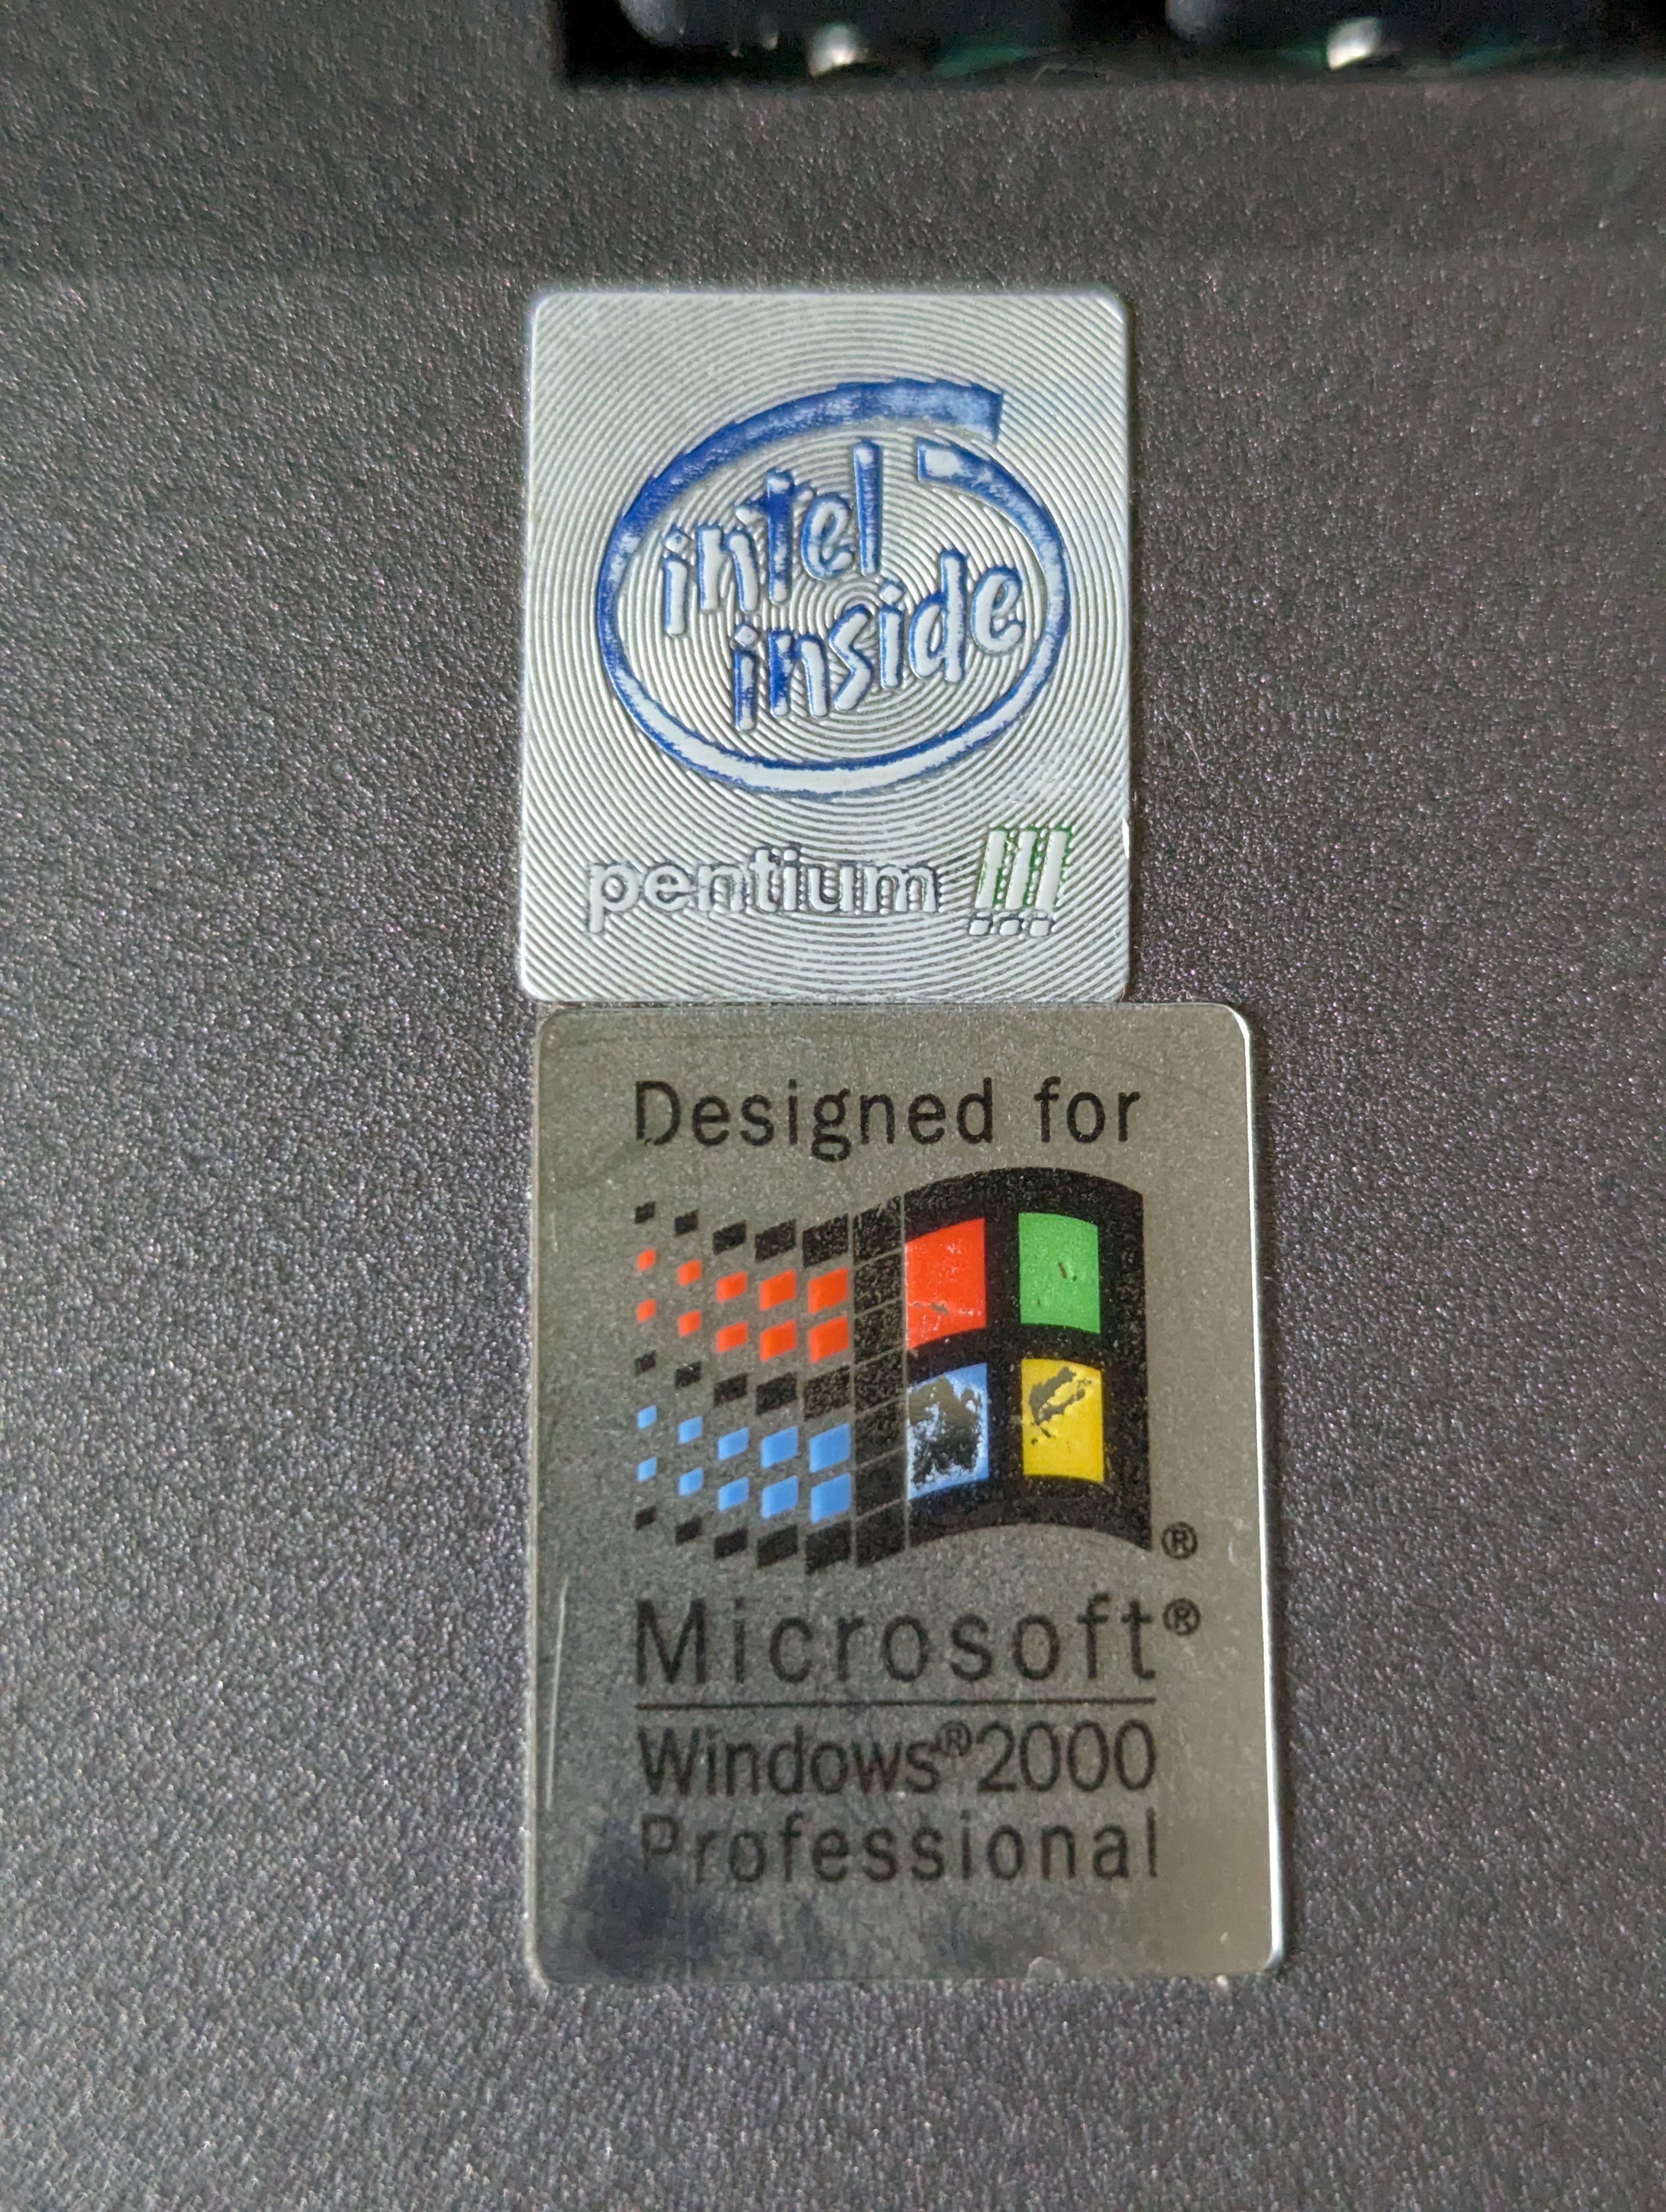 intel
inside
pentium !!!
Designed for
®
Microsoft®
Windows®2000
Professional